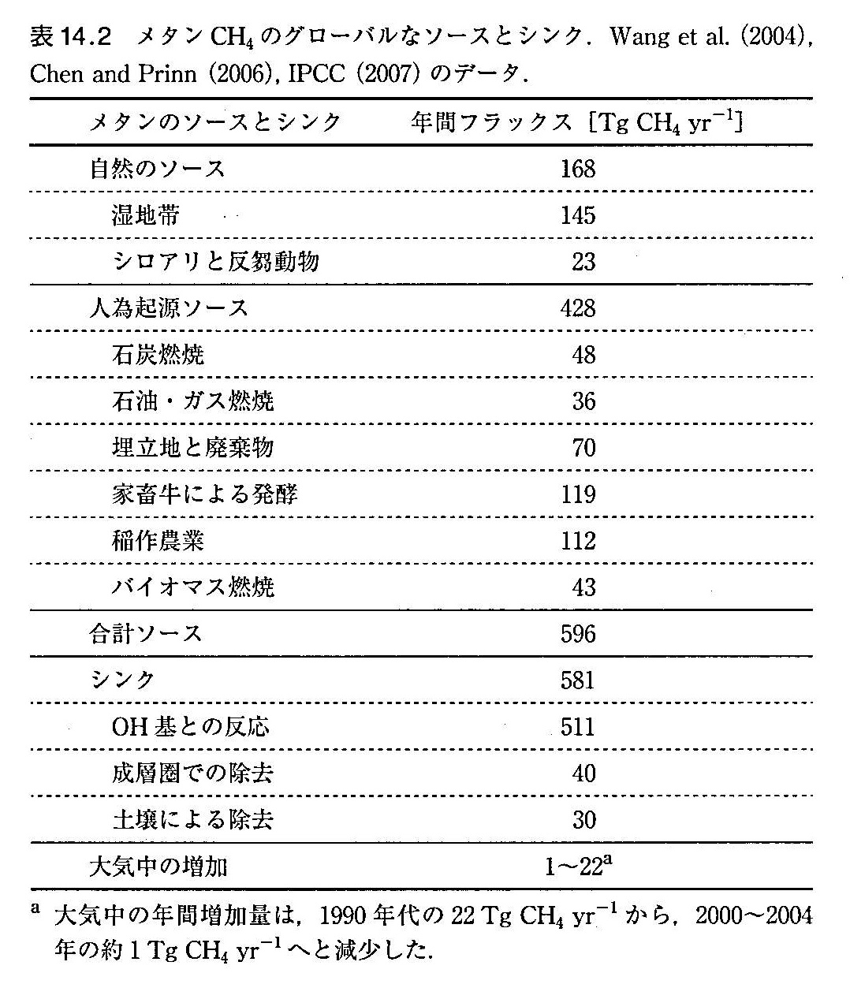 表14.2 メタン CH₄ のグローバルなソースとシンク．Wang et al. (2004),
Chen and Prinn (2006), IPCC (2007) のデータ．
メタンのソースとシンク 年間フラックス [Tg CH₄ yr⁻¹]
自然のソース 168
湿地帯 145
シロアリと反芻動物 23
人為起源ソース 428
石炭燃焼 48
石油・ガス燃焼 36
埋立地と廃棄物 70
家畜牛による発酵 119
稲作農業 112
バイオマス燃焼 43
合計ソース 596
シンク 581
OH 基との反応 511
成層圏での除去 40
土壌による除去 30
大気中の増加 1～22ᵃ
ᵃ 大気中の年間増加量は，1990 年代の 22 Tg CH₄ yr⁻¹ から，2000～2004
年の約 1 Tg CH₄ yr⁻¹ へと減少した．